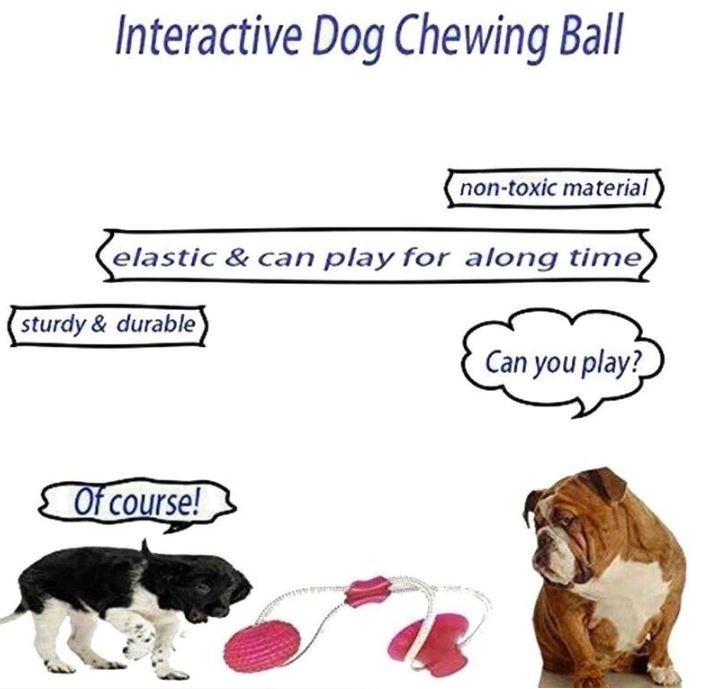 Interactive Dog Chewing Ball
non-toxic material
elastic & can play for along time
sturdy & durable
Can you play?
Of course!